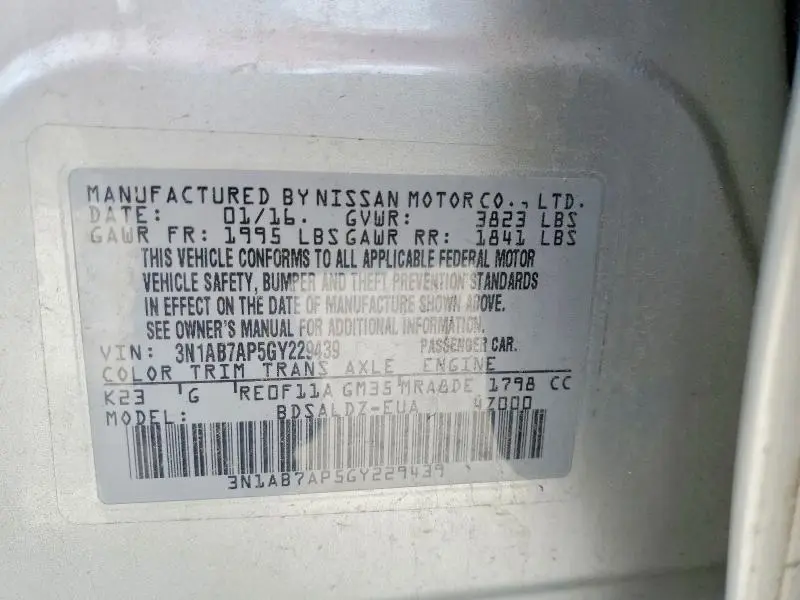 MANUFACTURED BY NISSAN MOTOR CO., LTD.
DATE: 01/16. GVWR: 3823 LBS
GAWR FR: 1995 LBS GAWR RR: 1841 LBS
THIS VEHICLE CONFORMS TO ALL APPLICABLE FEDERAL MOTOR
VEHICLE SAFETY, BUMPER AND THEFT PREVENTION STANDARDS
IN EFFECT ON THE DATE OF MANUFACTURE SHOWN ABOVE.
SEE OWNER'S MANUAL FOR ADDITIONAL INFORMATION.
VIN: 3N1AB7AP5GY229439 PASSENGER CAR.
COLOR TRIM TRANS AXLE ENGINE
K23 G RE0F11A GM35 MRA8DE 1798 CC
MODEL: BDSALDZ-EUA 9Z000
3N1AB7AP5GY229439